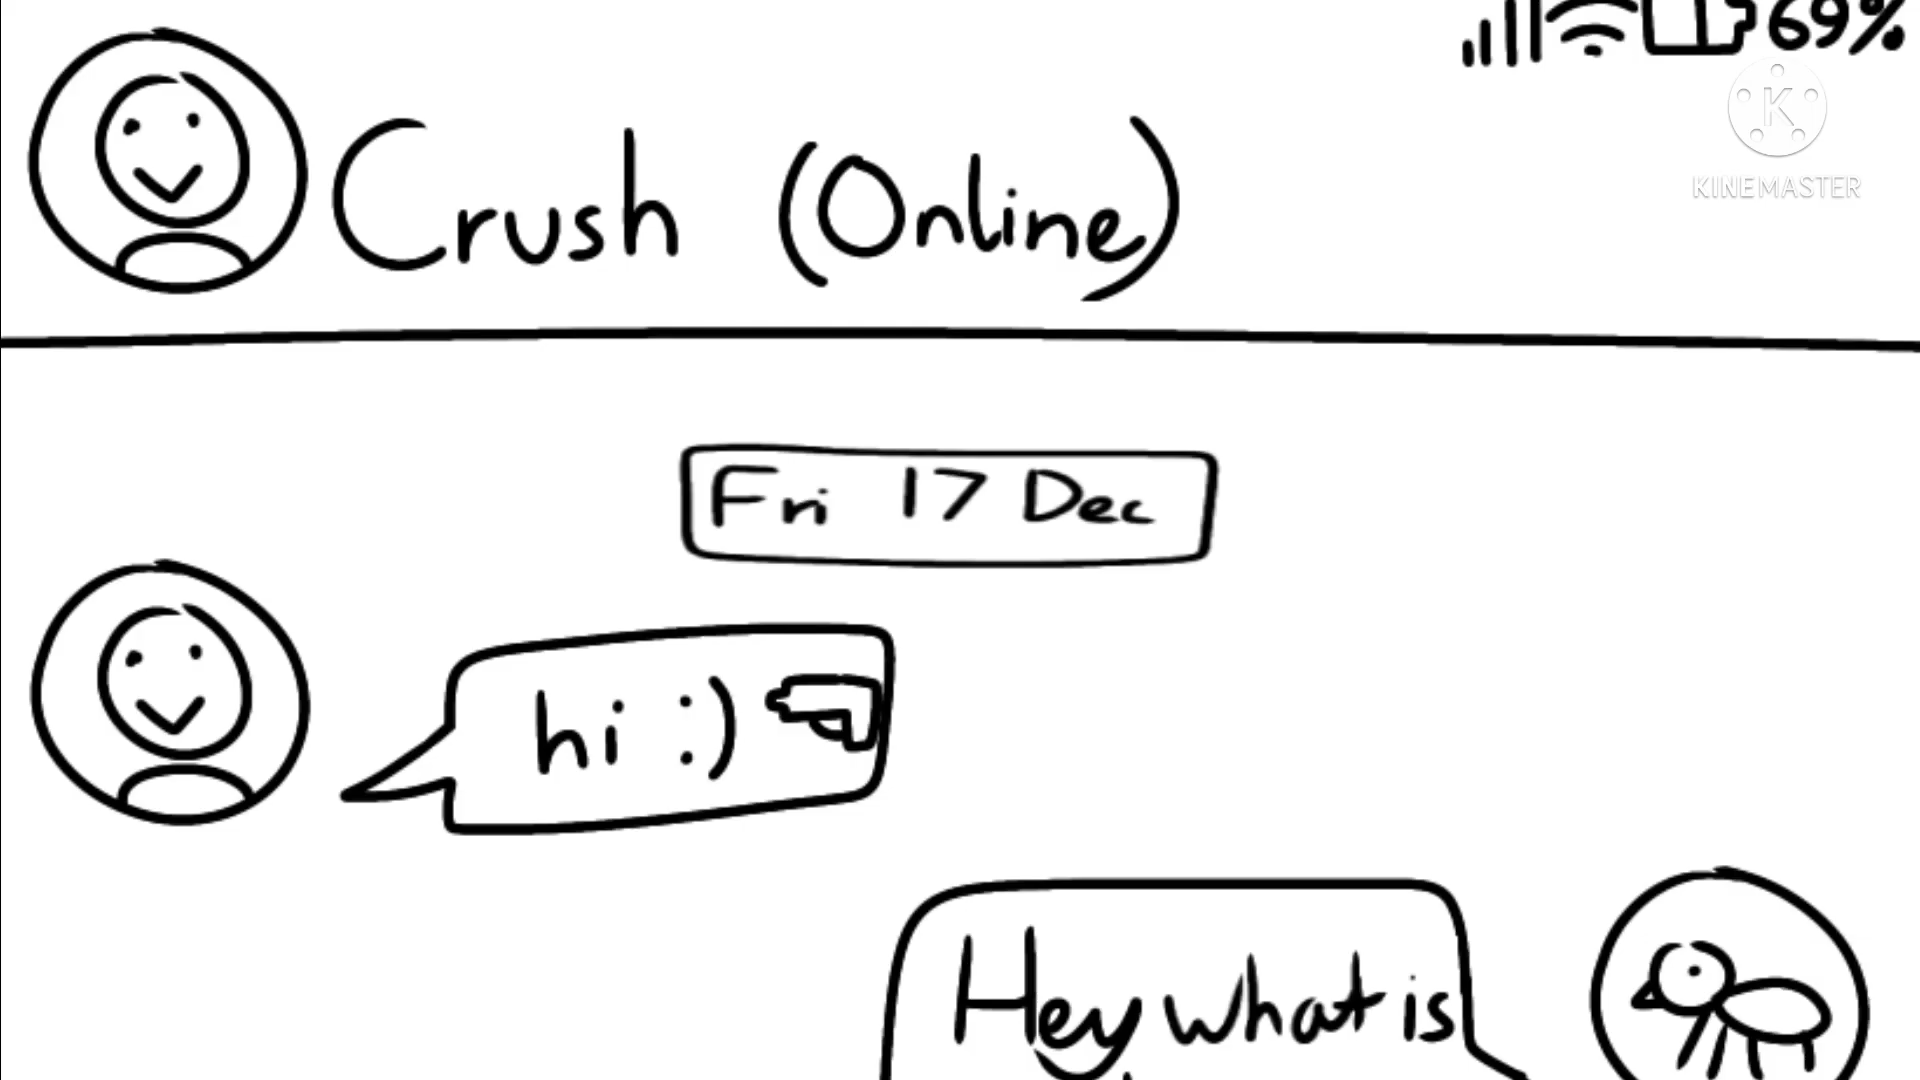 69%
KINEMASTER
Crush (Online)
Fri 17 Dec
hi :)
Hey what is